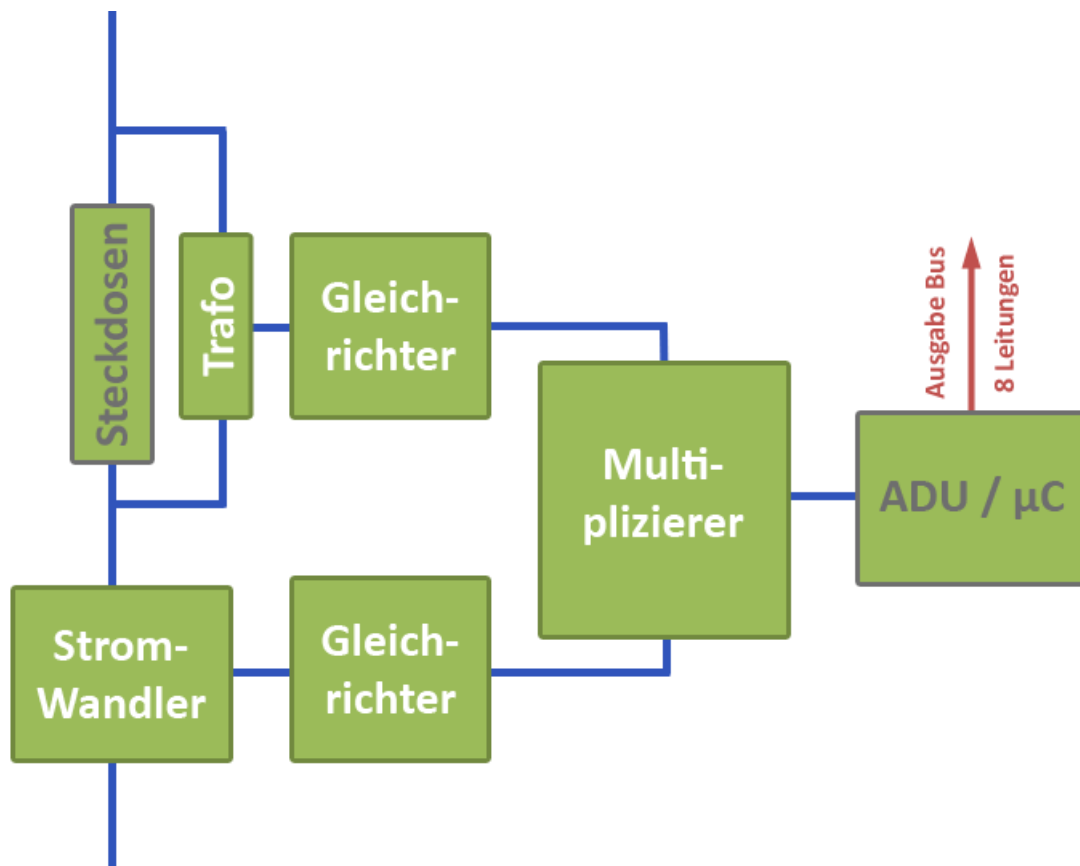 Steckdosen
Trafo
Gleich-
richter
Multi-
plizierer
Ausgabe Bus
8 Leitungen
ADU / µC
Strom-
Wandler
Gleich-
richter